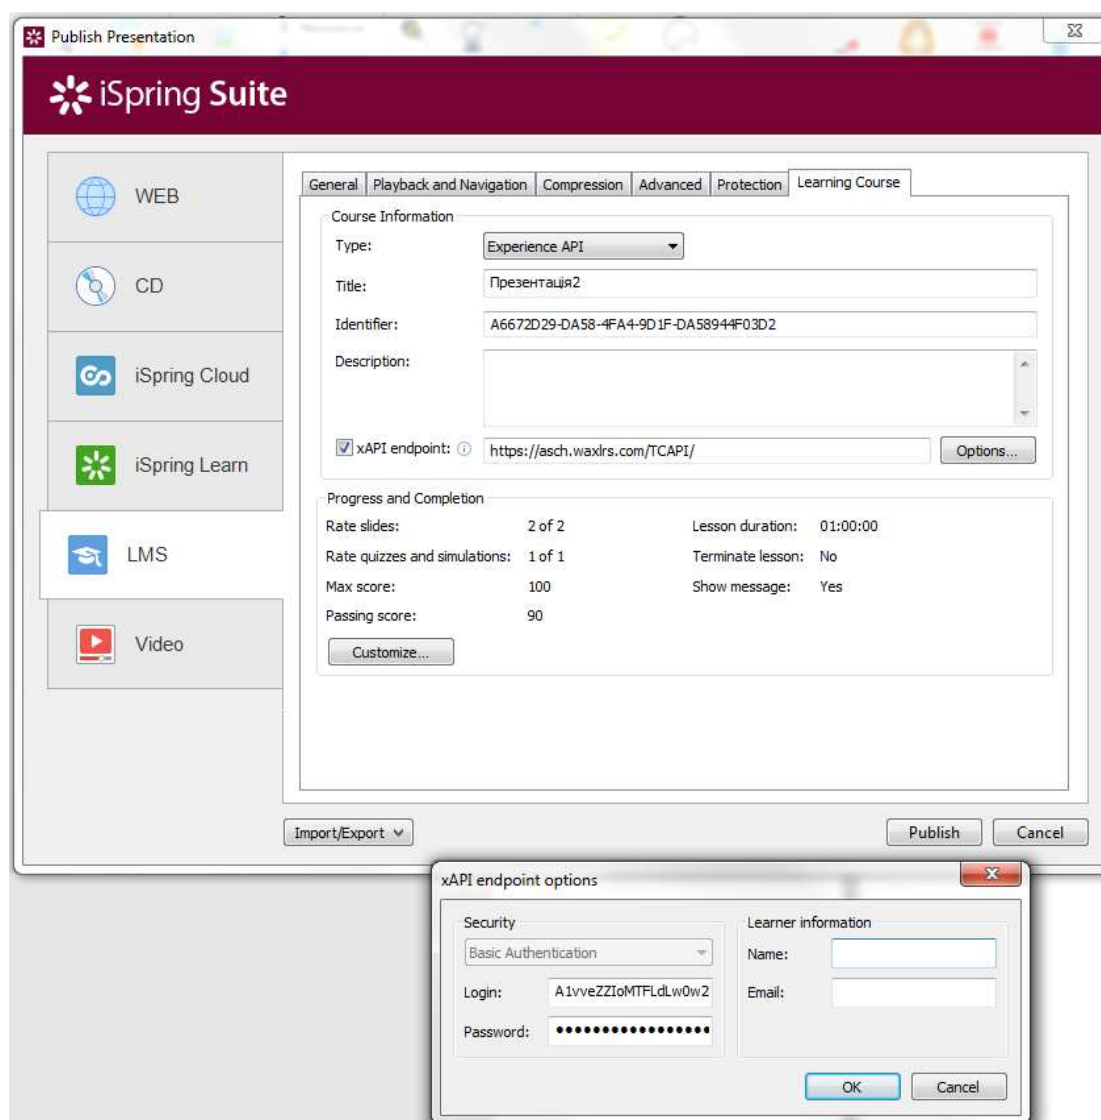 Publish Presentation
iSpring Suite
WEB
CD
iSpring Cloud
iSpring Learn
LMS
Video
General Playback and Navigation Compression Advanced Protection Learning Course
Course Information
Type: Experience API
Title: Презентація2
Identifier: A6672D29-DA58-4FA4-9D1F-DA58944F03D2
Description:
xAPI endpoint: https://asch.waxlrs.com/TCAPI/ Options...
Progress and Completion
Rate slides: 2 of 2 Lesson duration: 01:00:00
Rate quizzes and simulations: 1 of 1 Terminate lesson: No
Max score: 100 Show message: Yes
Passing score: 90
Customize...
Import/Export Publish Cancel
xAPI endpoint options
Security Learner information
Basic Authentication Name:
Login: A1vveZZIoMTFLdLw0w2 Email:
Password: ●●●●●●●●●●●●●●●●●
OK Cancel